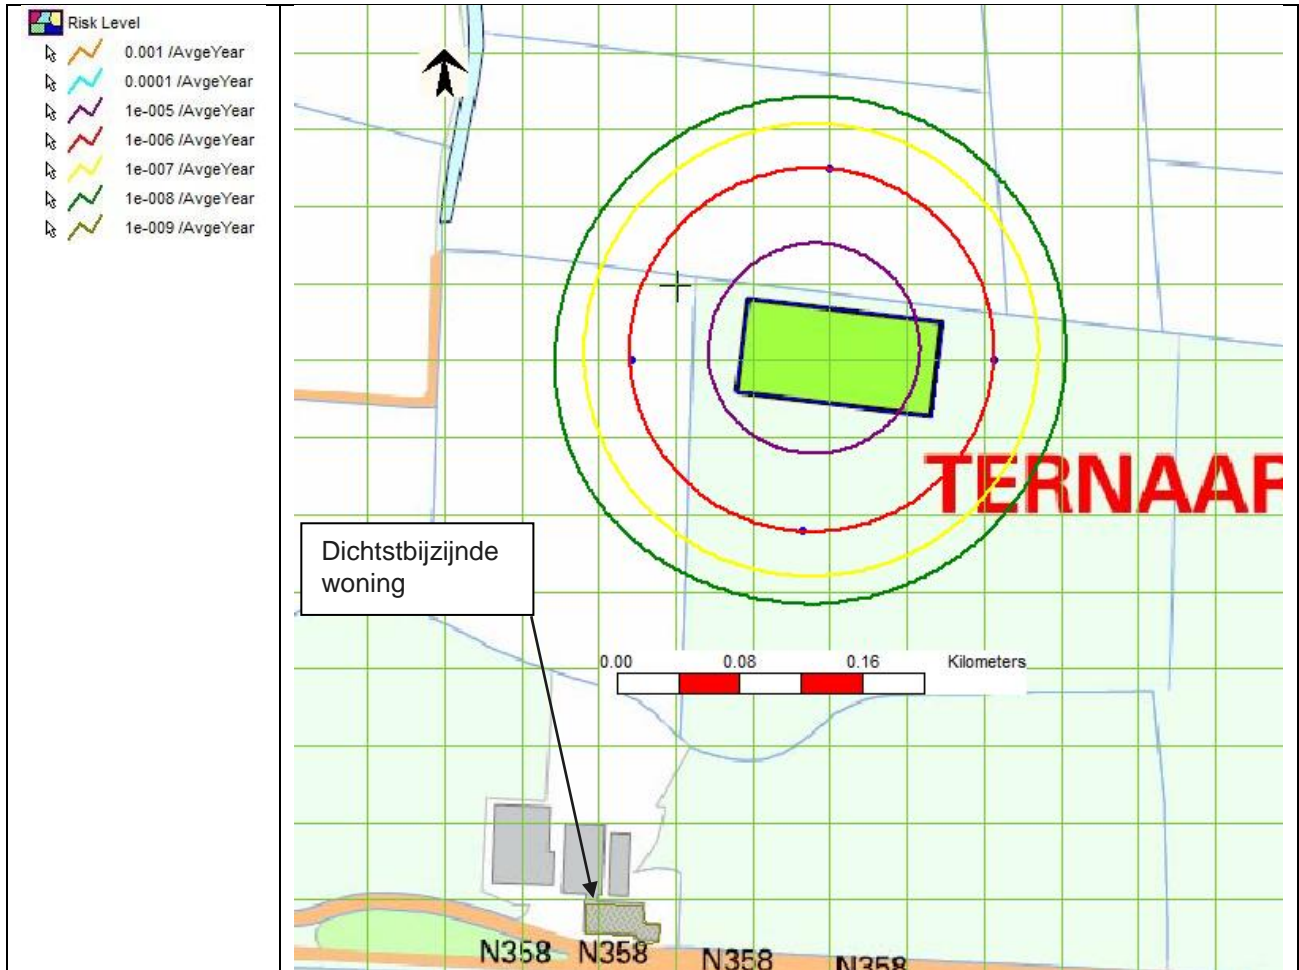 Risk Level
0.001 /AvgeYear
0.0001 /AvgeYear
1e-005 /AvgeYear
1e-006 /AvgeYear
1e-007 /AvgeYear
1e-008 /AvgeYear
1e-009 /AvgeYear
TERNAAR
Dichtstbijzijnde
woning
0.00 0.08 0.16 Kilometers
N358 N358 N358 N358